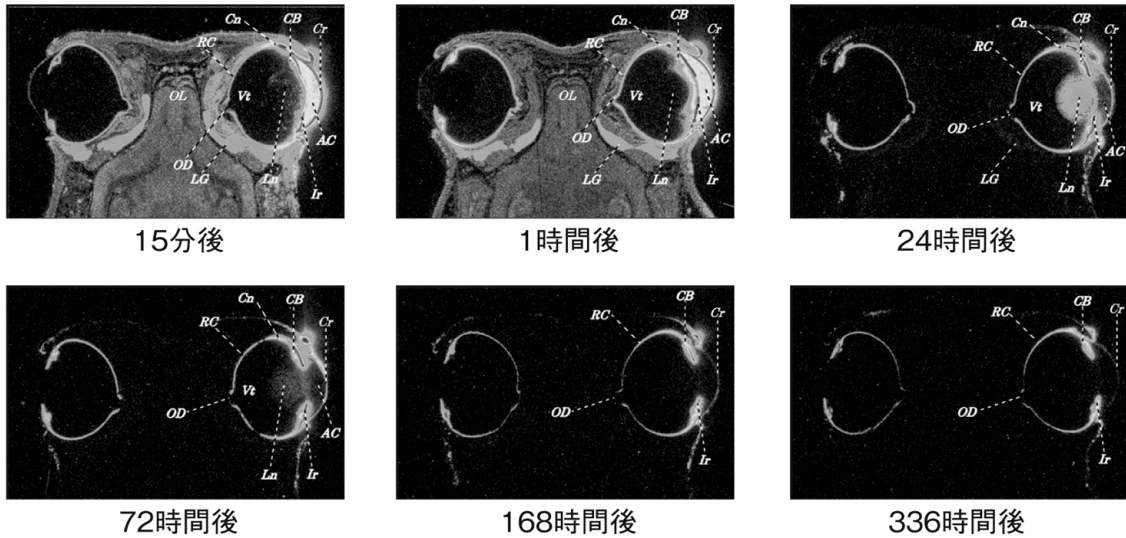 Cn
CB
Cr
RC
Vt
OL
OD
LG
Ln
AC
Ir
15分後
Cn
CB
Cr
RC
Vt
OL
OD
LG
Ln
AC
Ir
1時間後
Cn
CB
Cr
RC
Vt
OD
LG
Ln
AC
Ir
24時間後
Cn
CB
Cr
RC
Vt
OD
AC
Ln
Ir
72時間後
CB
Cr
RC
OD
Ir
168時間後
CB
Cr
RC
OD
Ir
336時間後